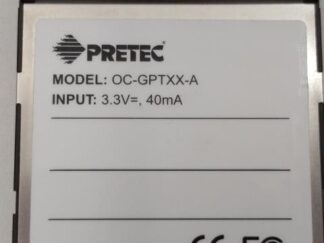 PRETEC
MODEL: OC-GPTXX-A
INPUT: 3.3V=, 40mA